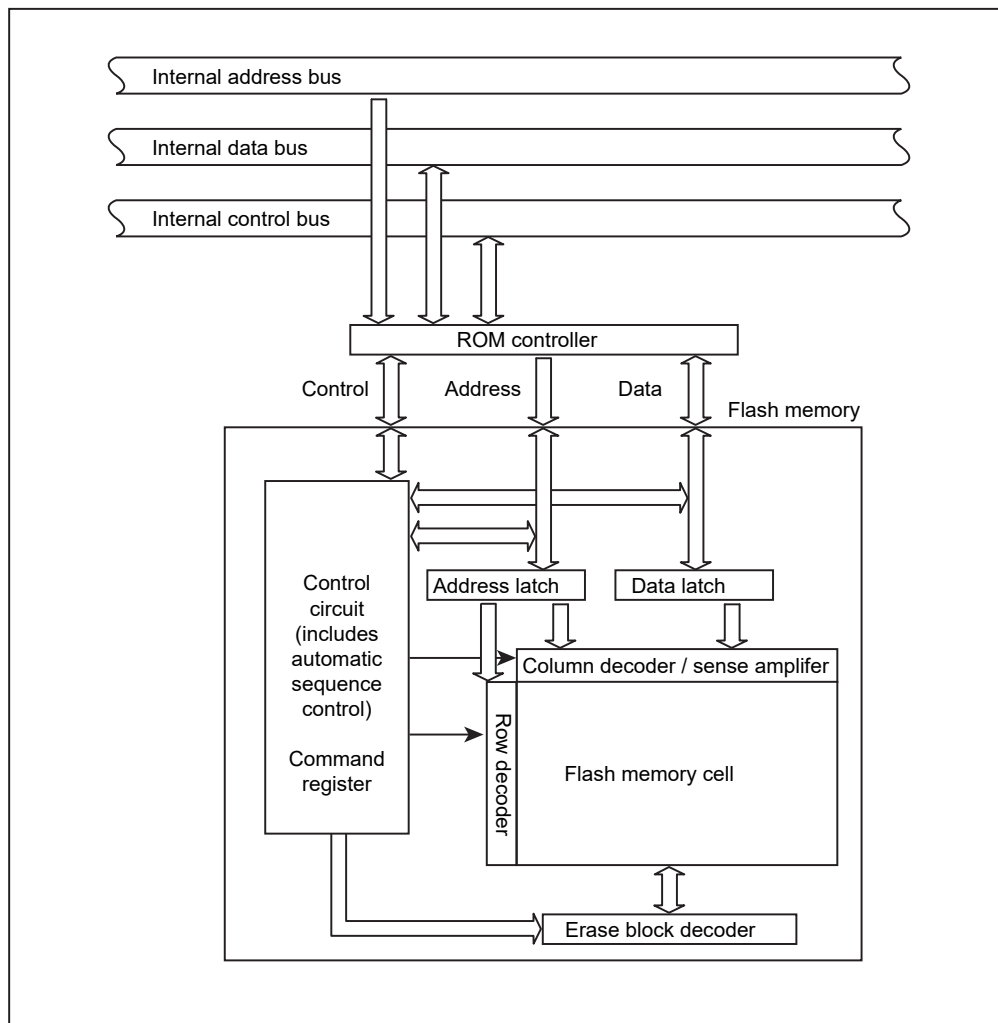 Internal address bus
Internal data bus
Internal control bus
ROM controller
Control
Address
Data
Flash memory
Control
circuit
(includes
automatic
sequence
control)
Command
register
Address latch
Data latch
Column decoder / sense amplifer
Row decoder
Flash memory cell
Erase block decoder